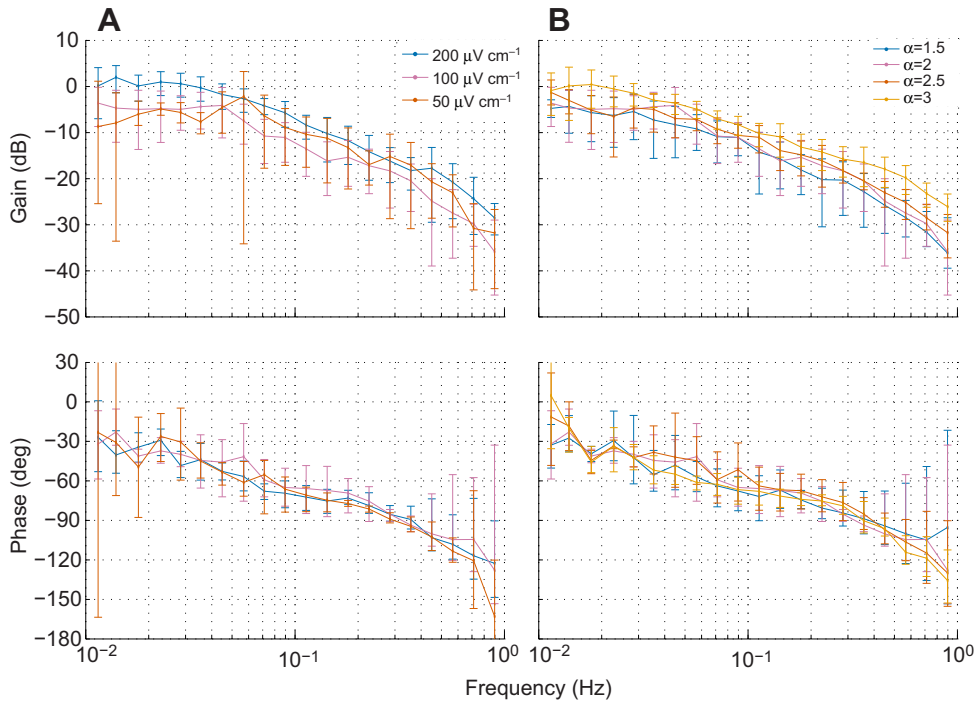 A
B
10
0
−10
−20
−30
−40
−50
Gain (dB)
200 µV cm⁻¹
100 µV cm⁻¹
50 µV cm⁻¹
α=1.5
α=2
α=2.5
α=3
30
0
−30
−60
−90
−120
−150
−180
Phase (deg)
10⁻²
10⁻¹
10⁰
10⁻²
10⁻¹
10⁰
Frequency (Hz)